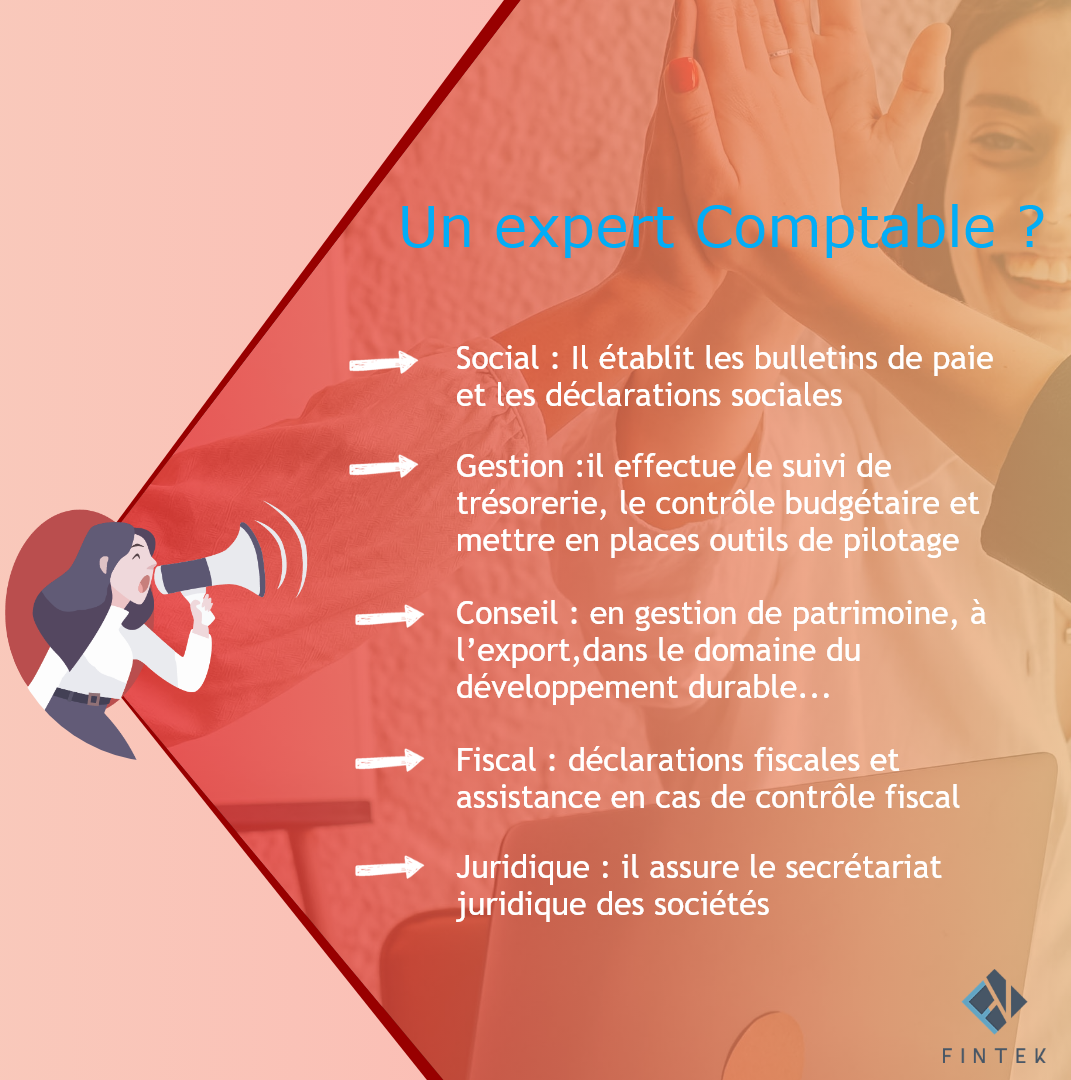 Un expert Comptable ?
Social : Il établit les bulletins de paie
et les déclarations sociales
Gestion :il effectue le suivi de
trésorerie, le contrôle budgétaire et
mettre en places outils de pilotage
Conseil : en gestion de patrimoine, à
l’export,dans le domaine du
développement durable...
Fiscal : déclarations fiscales et
assistance en cas de contrôle fiscal
Juridique : il assure le secrétariat
juridique des sociétés
FINTEK